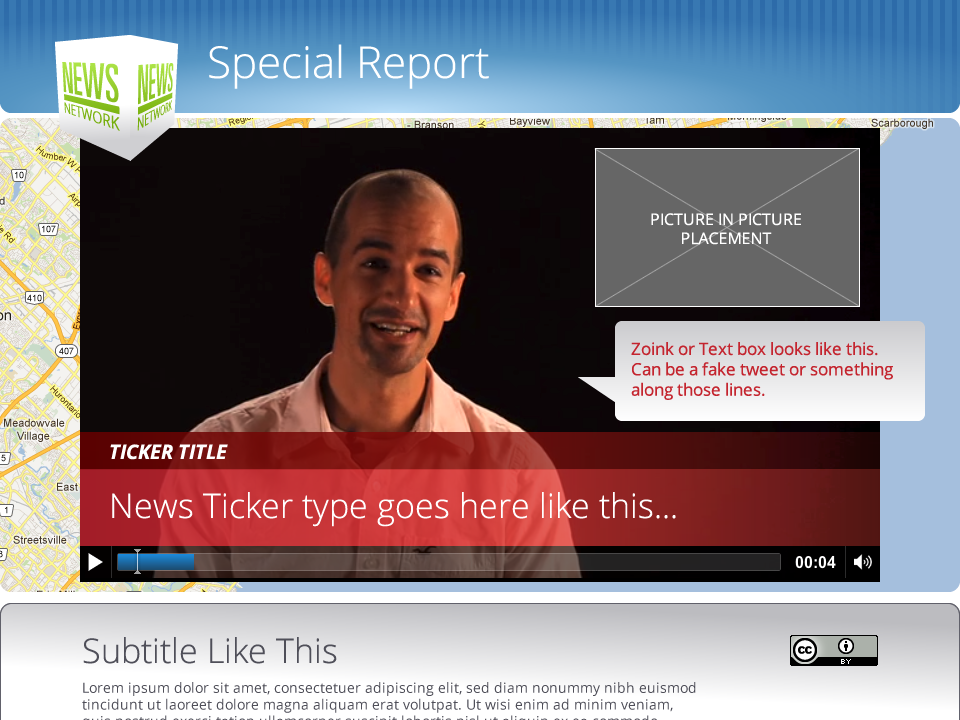 Special Report
NEWS NEWS
NETWORK NETWORK
Branson
Bayview
Scarborough
Humber W
10
107
410
407
Hurontario
Meadowvale
Village
5
East
1
Streetsville
3
PICTURE IN PICTURE
PLACEMENT
Zoink or Text box looks like this.
Can be a fake tweet or something
along those lines.
TICKER TITLE
News Ticker type goes here like this...
00:04
Subtitle Like This
cc
BY
Lorem ipsum dolor sit amet, consectetuer adipiscing elit, sed diam nonummy nibh euismod
tincidunt ut laoreet dolore magna aliquam erat volutpat. Ut wisi enim ad minim veniam,